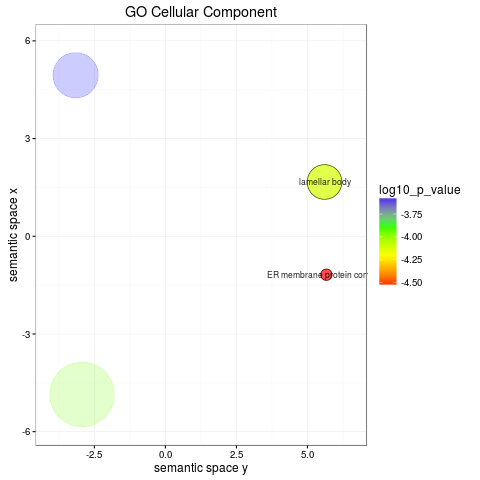 GO Cellular Component
6
3
0
-3
-6
semantic space x
lamellar body
ER membrane protein con
-2.5 0.0 2.5 5.0
semantic space y
log10_p_value
-3.75
-4.00
-4.25
-4.50